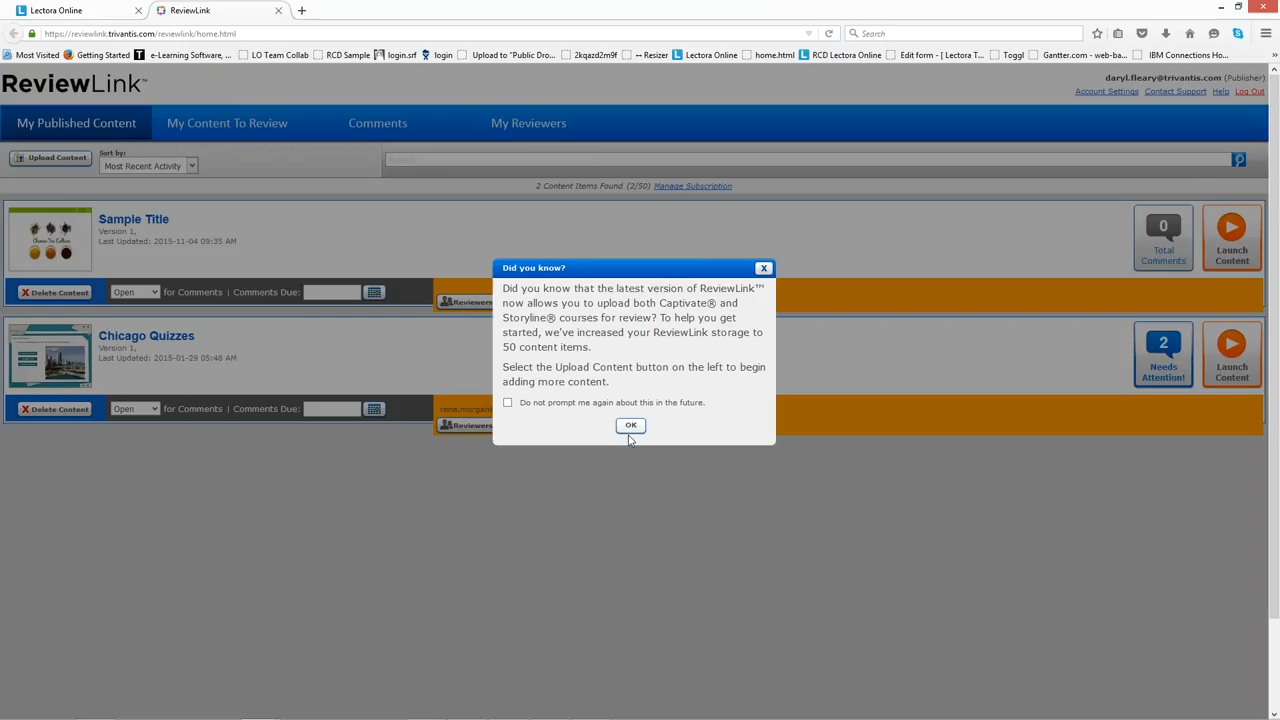 Lectora Online
ReviewLink
https://reviewlink.trivantis.com/reviewlink/home.html
Search
Most Visited Getting Started e-Learning Software, ... LO Team Collab RCD Sample login.srf login Upload to "Public Dro... 2kqazd2m9f -- Resizer Lectora Online home.html RCD Lectora Online Edit form - [ Lectora T... Toggl Gantter.com - web-ba... IBM Connections Ho...
ReviewLink™
daryl.fleary@trivantis.com (Publisher)
Account Settings Contact Support Help Log Out
My Published Content My Content To Review Comments My Reviewers
Upload Content
Sort by:
Most Recent Activity
Search
2 Content Items Found (2/50) Manage Subscription
Sample Title
Version 1,
Last Updated: 2015-11-04 09:35 AM
0
Total
Comments
Launch
Content
Delete Content Open for Comments | Comments Due:
Reviewers
Chicago Quizzes
Version 1,
Last Updated: 2015-01-29 05:48 AM
2
Needs
Attention!
Launch
Content
Delete Content Open for Comments | Comments Due:
rene.morgan
Reviewers
Did you know?
X
Did you know that the latest version of ReviewLink™
now allows you to upload both Captivate® and
Storyline® courses for review? To help you get
started, we've increased your ReviewLink storage to
50 content items.
Select the Upload Content button on the left to begin
adding more content.
Do not prompt me again about this in the future.
OK